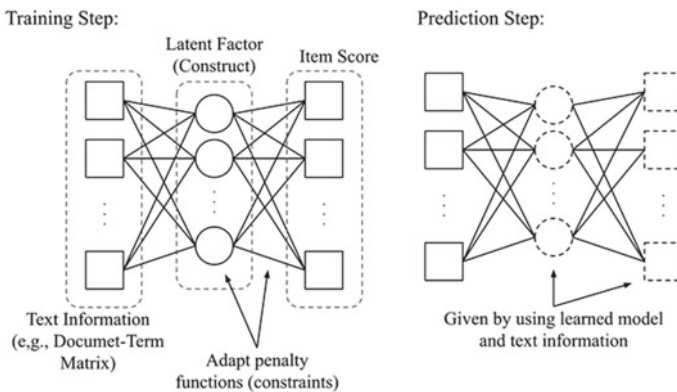 Training Step:
Prediction Step:
Latent Factor
(Construct)
Item Score
Text Information
(e,g., Documet-Term
Matrix)
Adapt penalty
functions (constraints)
Given by using learned model
and text information